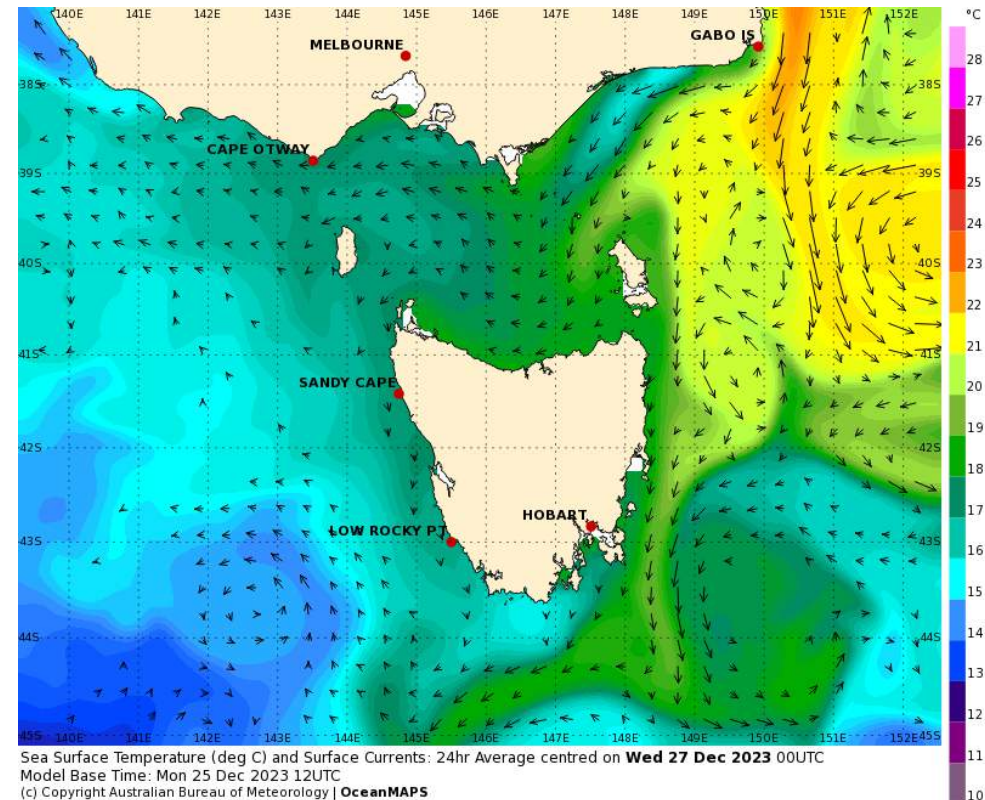 140E 141E 142E 143E 144E 145E 146E 147E 148E 149E 150E 151E 152E
°C
MELBOURNE
GABO IS
28
38S 38S
27
CAPE OTWAY
26
39S 39S
25
24
40S 40S
23
22
41S 41S
21
SANDY CAPE
20
42S 42S
19
18
HOBART
17
LOW ROCKY PT
43S 43S
16
15
44S 44S
14
13
45S 45S
12
140E 141E 142E 143E 144E 145E 146E 147E 148E 149E 150E 151E 152E
11
10
Sea Surface Temperature (deg C) and Surface Currents: 24hr Average centred on Wed 27 Dec 2023 00UTC
Model Base Time: Mon 25 Dec 2023 12UTC
(c) Copyright Australian Bureau of Meteorology | OceanMAPS